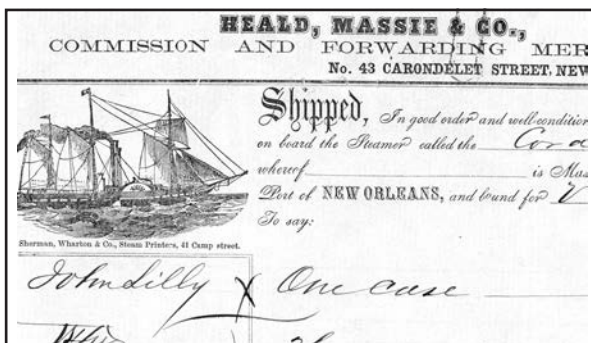 HEALD, MASSIE & CO.,
COMMISSION AND FORWARDING MER
No. 43 CARONDELET STREET, NEW
Shipped, In good order and well-condition
on board the Steamer called the
whereof is Mas
Port of NEW ORLEANS, and bound for V
To say:
Sherman, Wharton & Co., Steam Printers, 41 Camp street.
John Lilly X One case